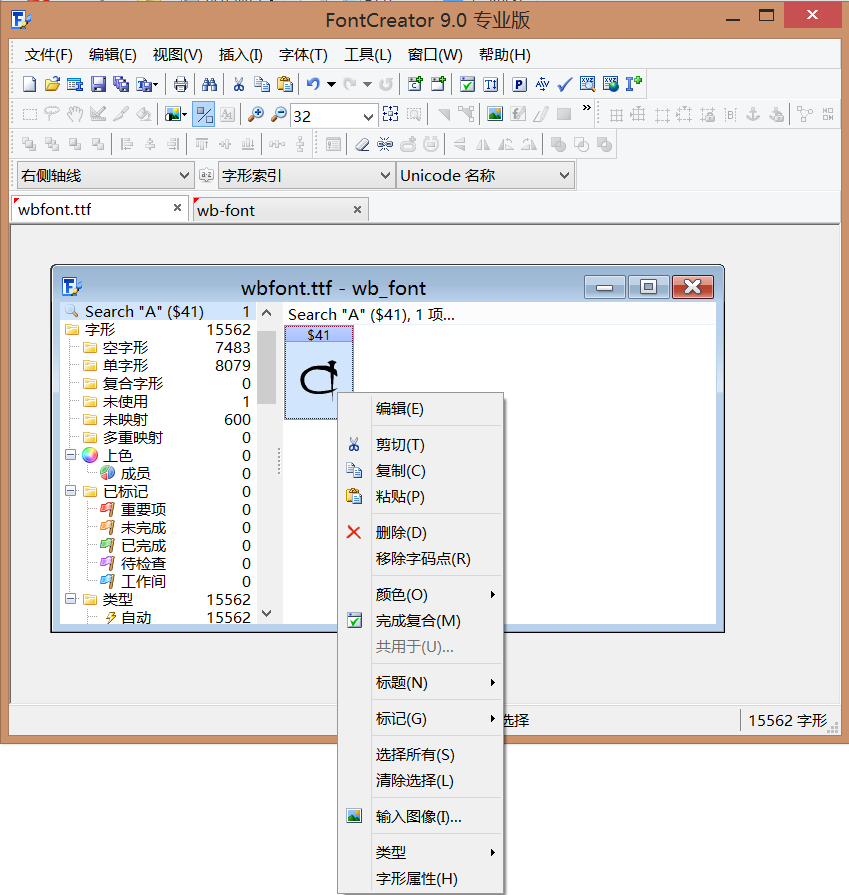 FontCreator 9.0 专业版
文件(F) 编辑(E) 视图(V) 插入(I) 字体(T) 工具(L) 窗口(W) 帮助(H)
32
右侧轴线 字形索引 Unicode 名称
wbfont.ttf wb-font
wbfont.ttf - wb_font
Search "A" ($41) 1
字形 15562
空字形 7483
单字形 8079
复合字形 0
未使用 1
未映射 600
多重映射 0
上色 0
成员 0
已标记 0
重要项 0
未完成 0
已完成 0
待检查 0
工作间 0
类型 15562
自动 15562
Search "A" ($41), 1 项...
$41
编辑(E)
剪切(T)
复制(C)
粘贴(P)
删除(D)
移除字码点(R)
颜色(O)
完成复合(M)
共用于(U)...
标题(N)
标记(G)
选择所有(S)
清除选择(L)
输入图像(I)...
类型
字形属性(H)
选择
15562 字形